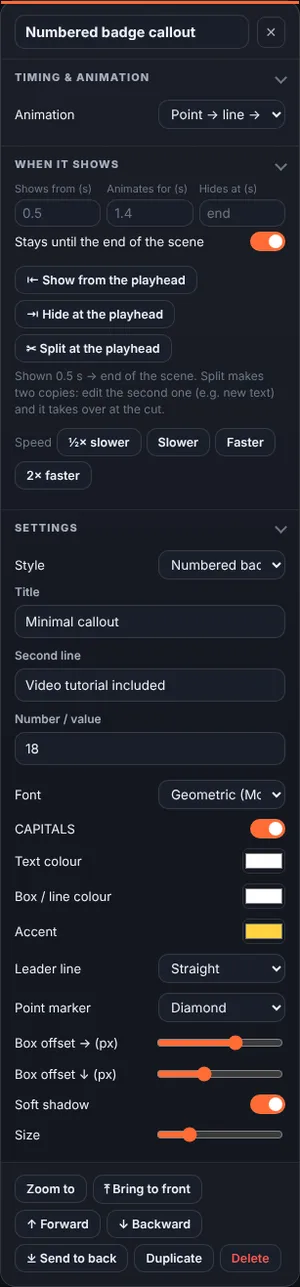 Numbered badge callout ×
TIMING & ANIMATION
Animation Point → line →
WHEN IT SHOWS
Shows from (s) Animates for (s) Hides at (s)
0.5 1.4 end
Stays until the end of the scene
⇤ Show from the playhead
⇥ Hide at the playhead
✂ Split at the playhead
Shown 0.5 s → end of the scene. Split makes
two copies: edit the second one (e.g. new text)
and it takes over at the cut.
Speed ½× slower Slower Faster
2× faster
SETTINGS
Style Numbered bad
Title
Minimal callout
Second line
Video tutorial included
Number / value
18
Font Geometric (Mo
CAPITALS
Text colour
Box / line colour
Accent
Leader line Straight
Point marker Diamond
Box offset → (px)
Box offset ↓ (px)
Soft shadow
Size
Zoom to ⤒ Bring to front
↑ Forward ↓ Backward
⤓ Send to back Duplicate Delete